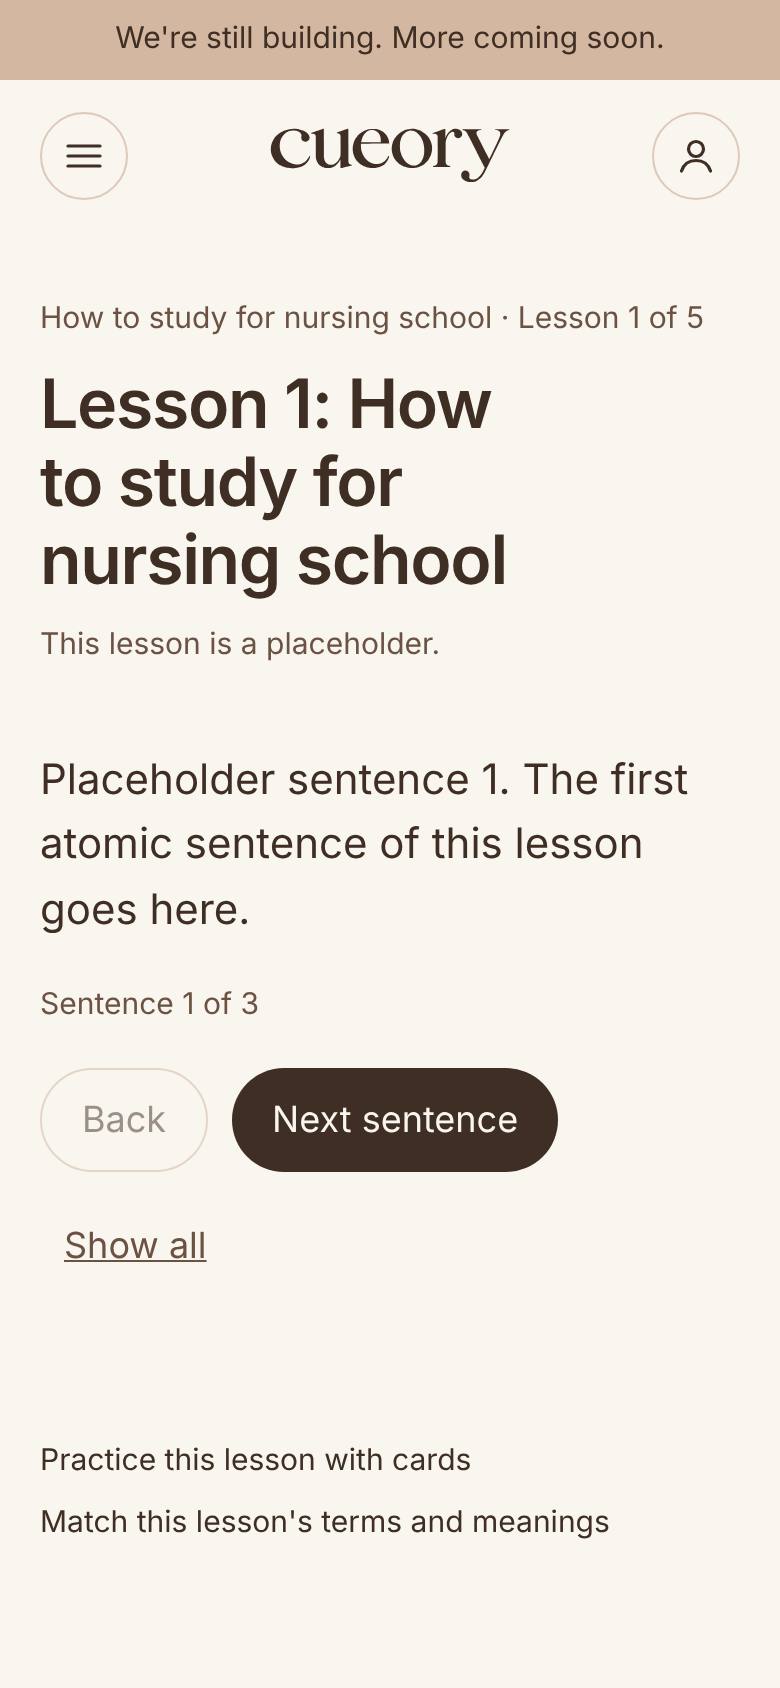 We're still building. More coming soon.
cueory
How to study for nursing school · Lesson 1 of 5
Lesson 1: How
to study for
nursing school
This lesson is a placeholder.
Placeholder sentence 1. The first
atomic sentence of this lesson
goes here.
Sentence 1 of 3
Back
Next sentence
Show all
Practice this lesson with cards
Match this lesson's terms and meanings